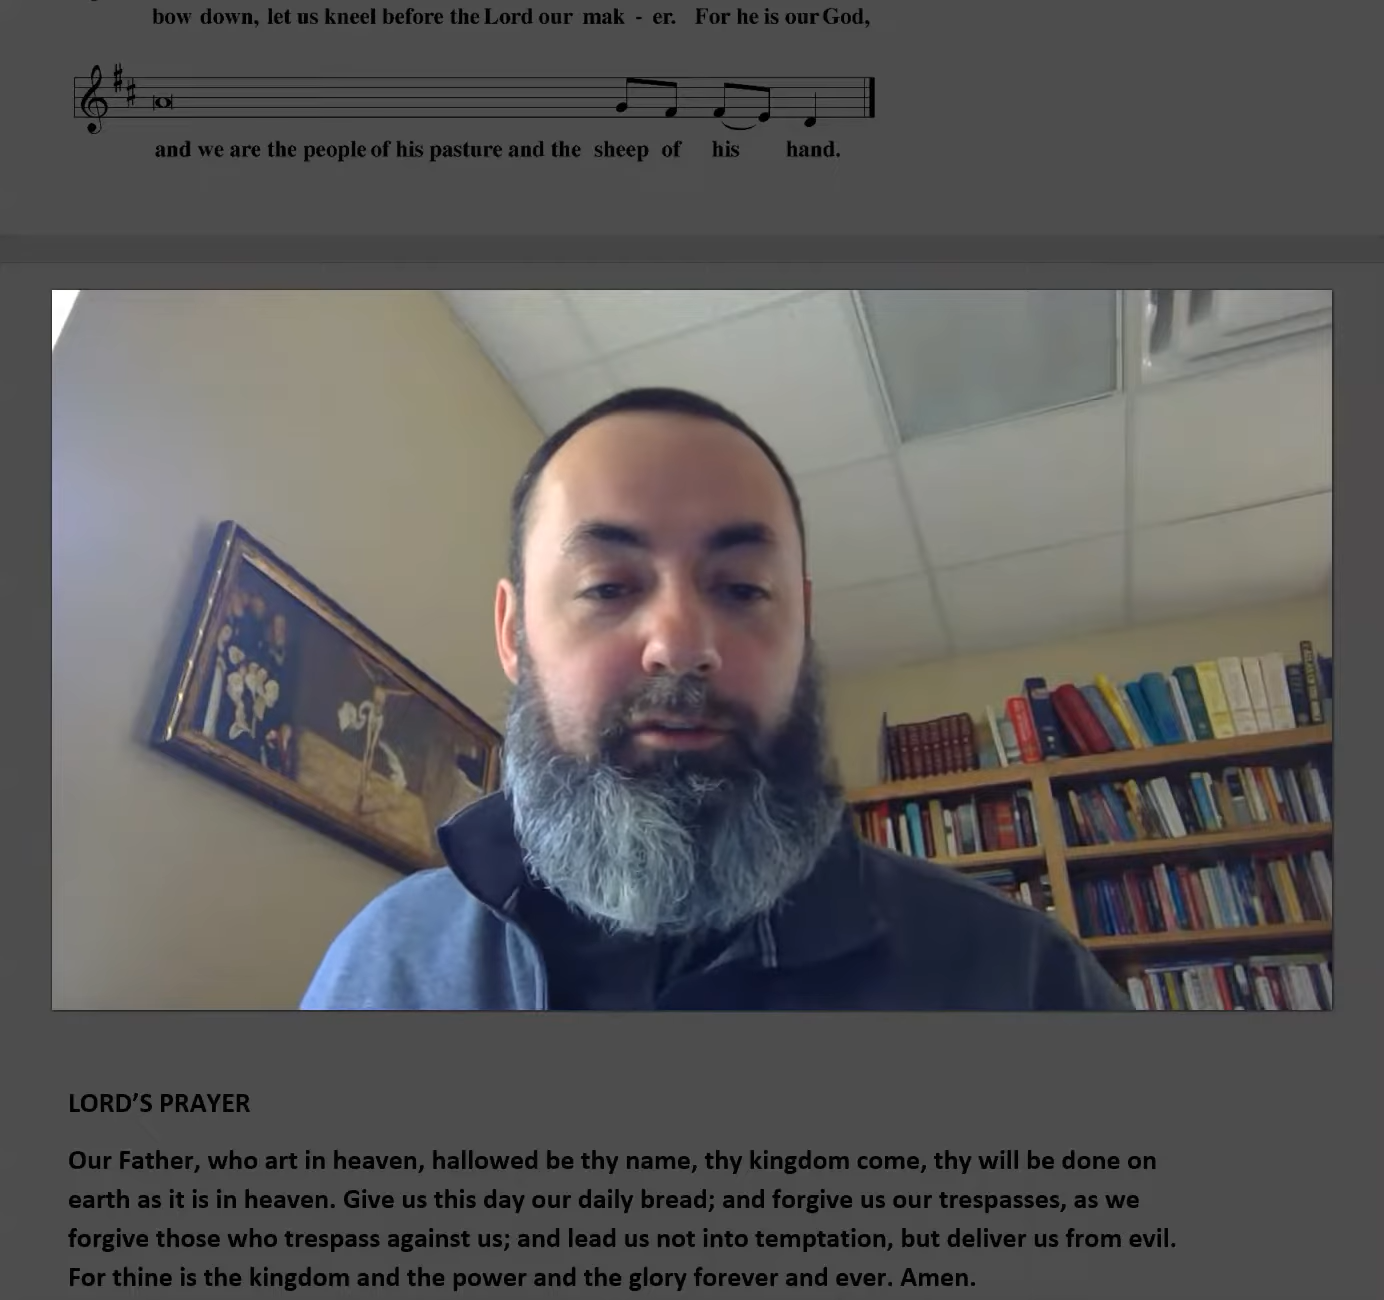 bow down, let us kneel before the Lord our mak - er. For he is our God,
and we are the people of his pasture and the sheep of his hand.
LORD’S PRAYER
Our Father, who art in heaven, hallowed be thy name, thy kingdom come, thy will be done on
earth as it is in heaven. Give us this day our daily bread; and forgive us our trespasses, as we
forgive those who trespass against us; and lead us not into temptation, but deliver us from evil.
For thine is the kingdom and the power and the glory forever and ever. Amen.